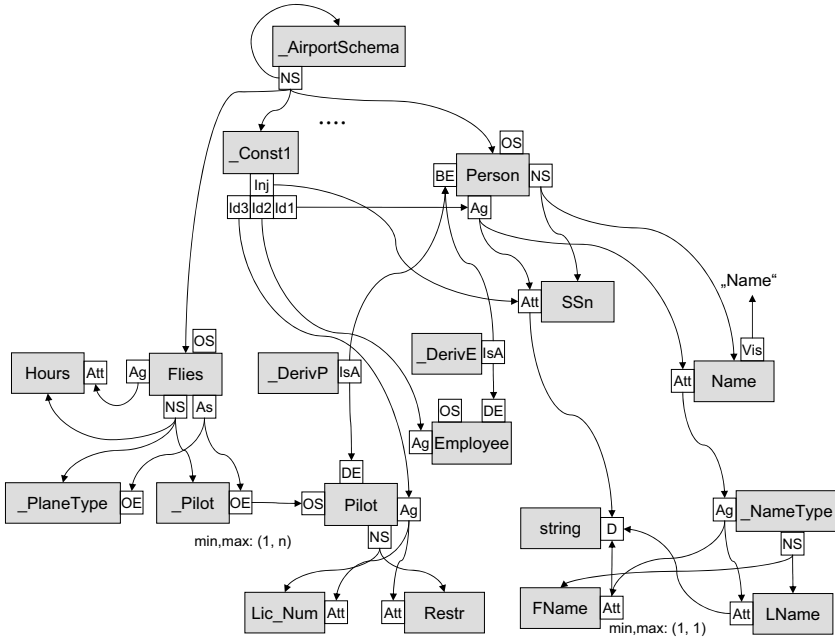 _AirportSchema
NS
....
_Const1
OS
BE Person NS
Inj
Id3 Id2 Id1
Ag
„Name“
Att SSn
OS
Vis
Hours Att Ag Flies
_DerivP IsA
_DerivE IsA
Att Name
NS As
OS DE
Ag Employee
DE
_PlaneType OE _Pilot OE OS Pilot Ag
min,max: (1, n)
NS
string D
Ag _NameType
NS
Lic_Num Att Att Restr
FName Att
Att LName
min,max: (1, 1)